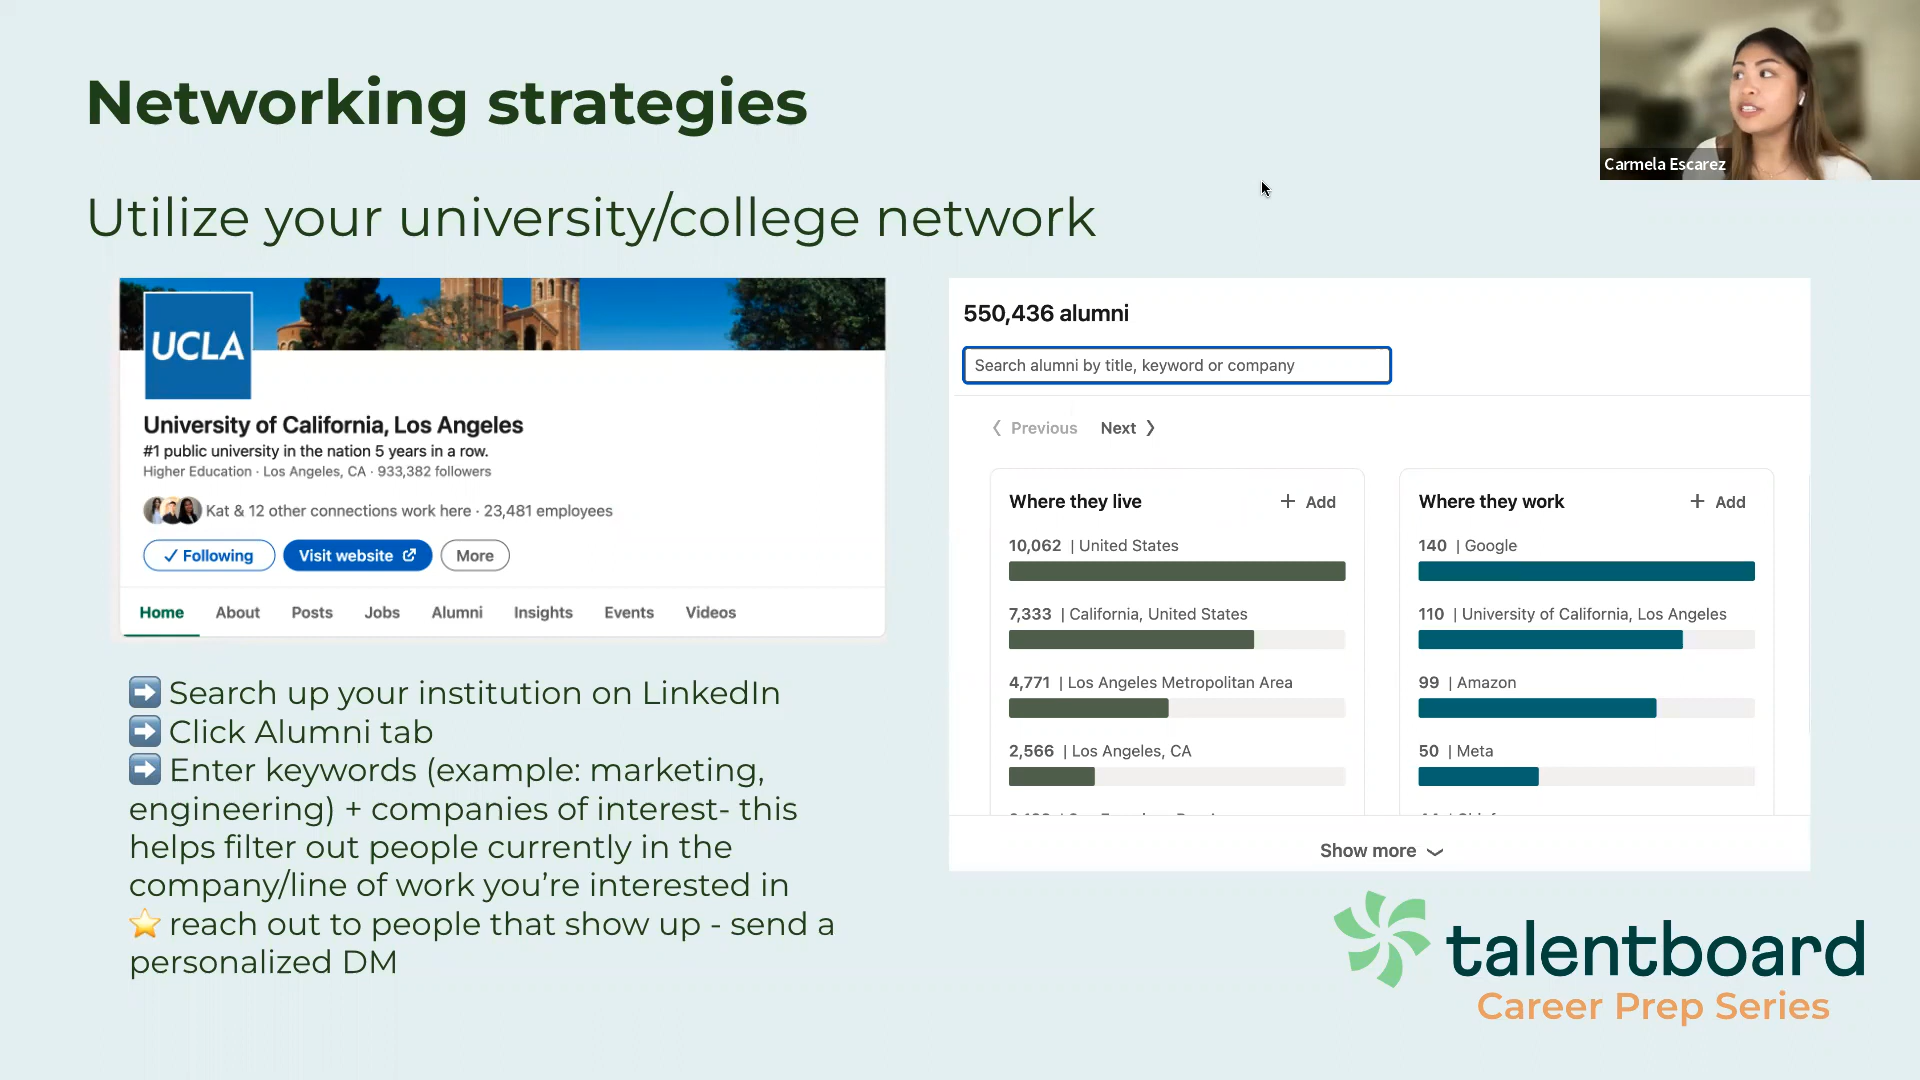 Networking strategies
Carmela Escarez
Utilize your university/college network
UCLA
University of California, Los Angeles
#1 public university in the nation 5 years in a row.
Higher Education · Los Angeles, CA · 933,382 followers
Kat & 12 other connections work here · 23,481 employees
✓ Following
Visit website
More
Home
About
Posts
Jobs
Alumni
Insights
Events
Videos
➡️ Search up your institution on LinkedIn
➡️ Click Alumni tab
➡️ Enter keywords (example: marketing,
engineering) + companies of interest- this
helps filter out people currently in the
company/line of work you’re interested in
⭐ reach out to people that show up - send a
personalized DM
550,436 alumni
Search alumni by title, keyword or company
Previous
Next
Where they live
+ Add
10,062 | United States
7,333 | California, United States
4,771 | Los Angeles Metropolitan Area
2,566 | Los Angeles, CA
Where they work
+ Add
140 | Google
110 | University of California, Los Angeles
99 | Amazon
50 | Meta
Show more
talentboard
Career Prep Series